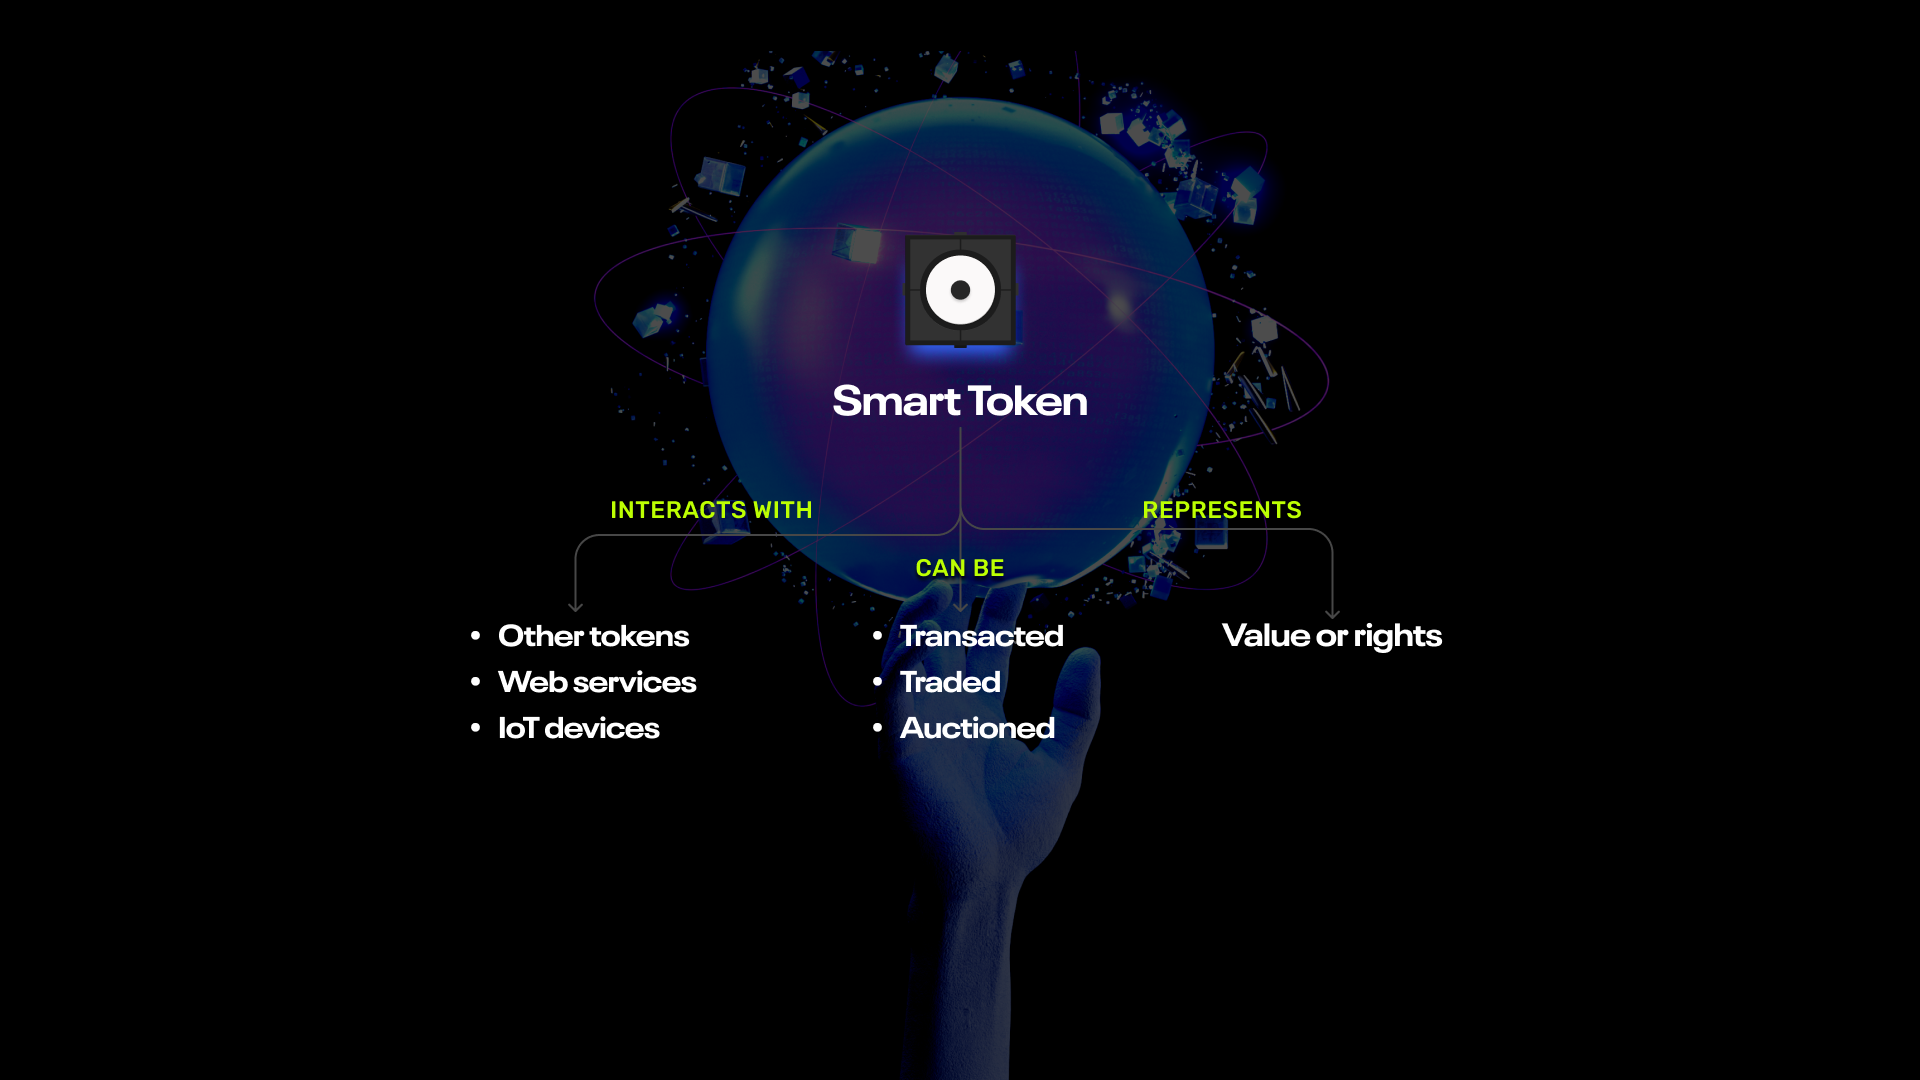 Smart Token
INTERACTS WITH
REPRESENTS
CAN BE
• Other tokens
• Web services
• IoT devices
• Transacted
• Traded
• Auctioned
Value or rights